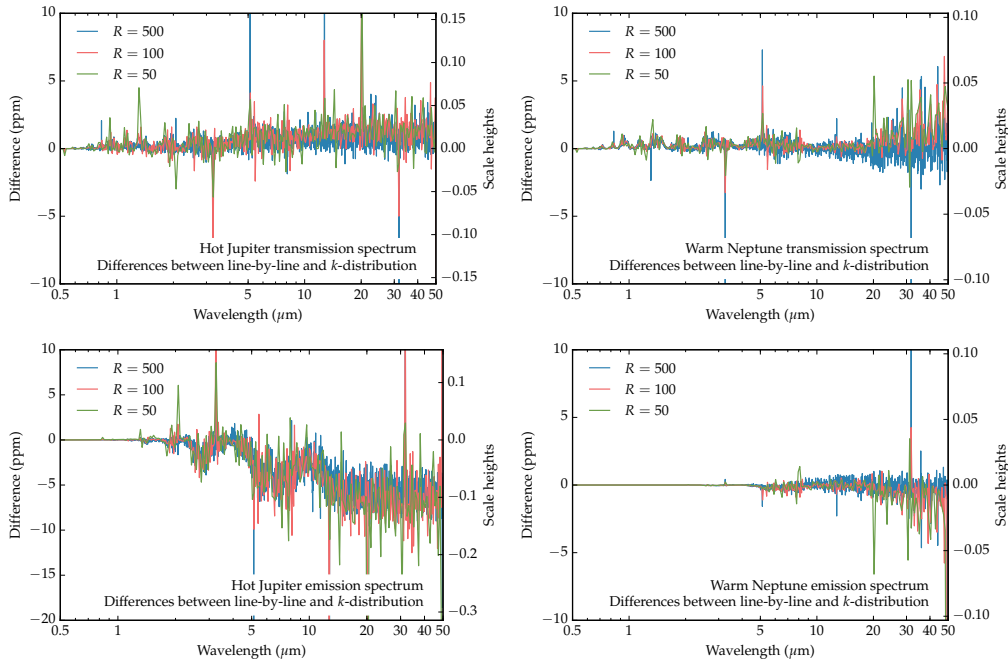 10
5
0
−5
−10
Difference (ppm)
R = 500
R = 100
R = 50
Hot Jupiter transmission spectrum
Differences between line-by-line and k-distribution
0.15
0.10
0.05
0.00
−0.05
−0.10
−0.15
Scale heights
0.5 1 5 10 20 30 40 50
Wavelength (µm)
10
5
0
−5
−10
Difference (ppm)
R = 500
R = 100
R = 50
Warm Neptune transmission spectrum
Differences between line-by-line and k-distribution
0.10
0.05
0.00
−0.05
−0.10
Scale heights
0.5 1 5 10 20 30 40 50
Wavelength (µm)
10
5
0
−5
−10
−15
−20
Difference (ppm)
R = 500
R = 100
R = 50
Hot Jupiter emission spectrum
Differences between line-by-line and k-distribution
0.1
0.0
−0.1
−0.2
−0.3
Scale heights
0.5 1 5 10 20 30 40 50
Wavelength (µm)
10
5
0
−5
−10
Difference (ppm)
R = 500
R = 100
R = 50
Warm Neptune emission spectrum
Differences between line-by-line and k-distribution
0.10
0.05
0.00
−0.05
−0.10
Scale heights
0.5 1 5 10 20 30 40 50
Wavelength (µm)